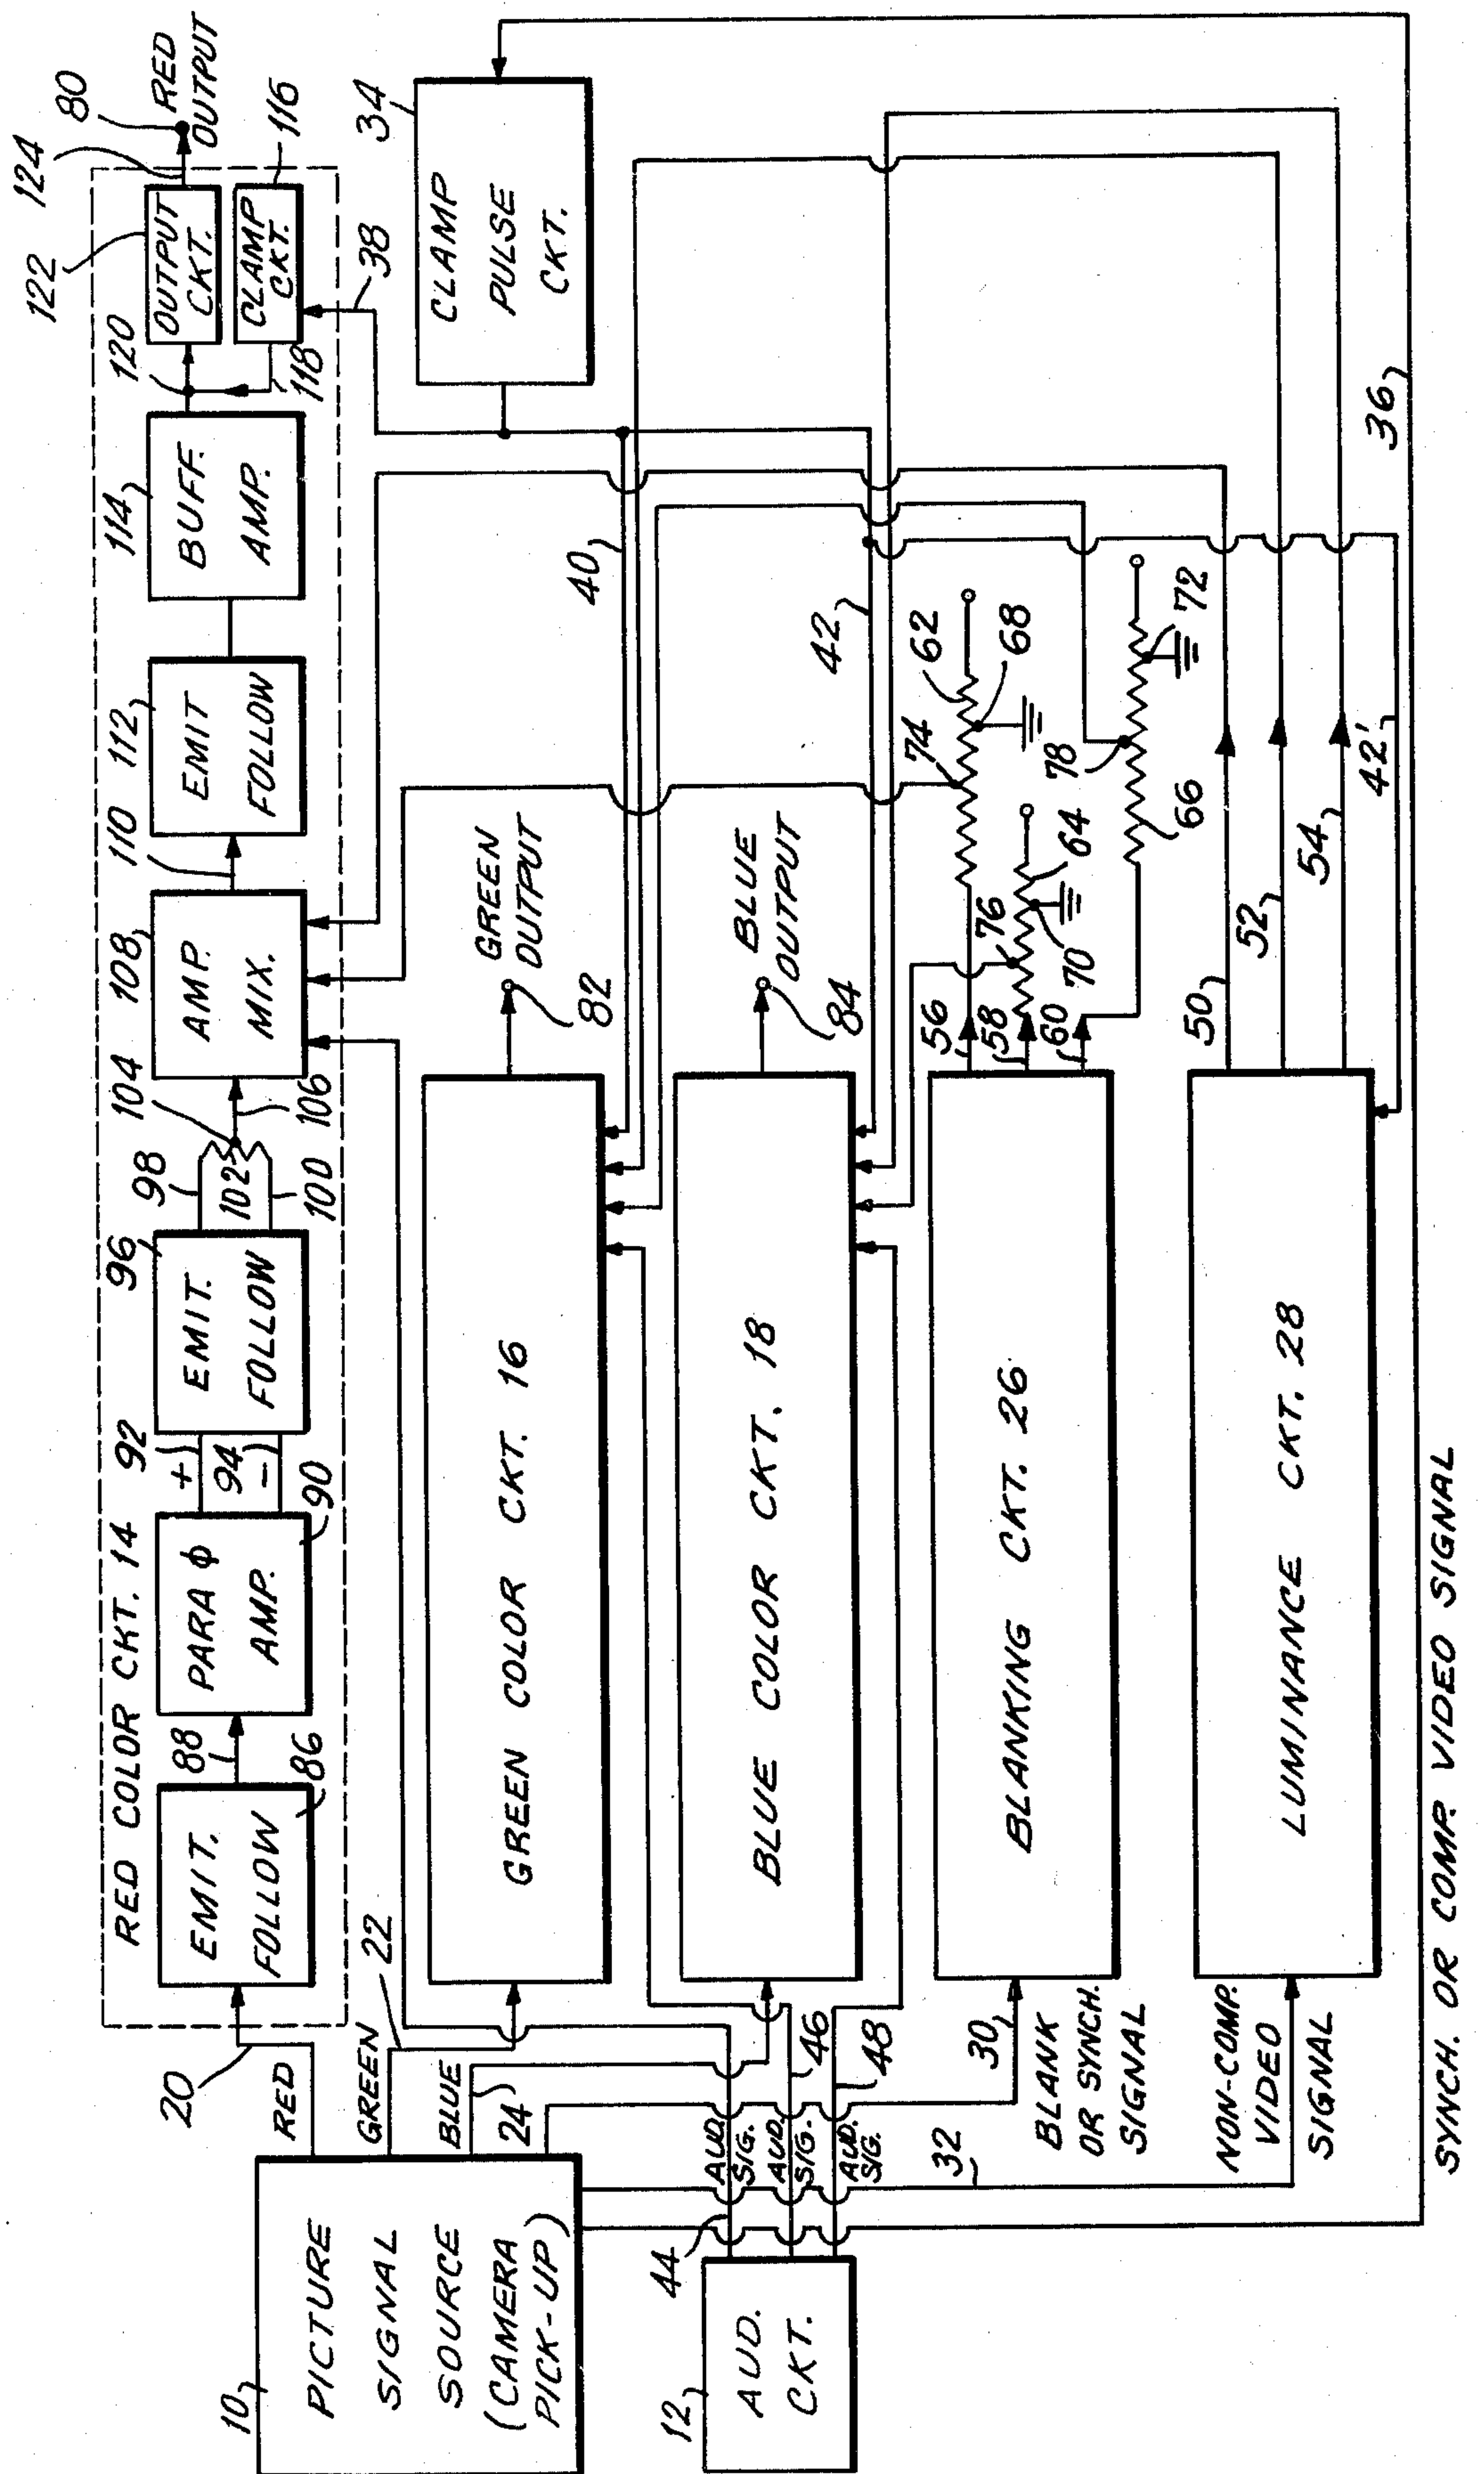 RED COLOR CKT. 14
20
RED
EMIT.
FOLLOW
86
88
PARA Φ
AMP.
90
92
+
94
−
96
EMIT.
FOLLOW
98
102
100
104
106
108
AMP.
MIX.
110
112
EMIT
FOLLOW
114
BUFF.
AMP.
120
118
122
OUTPUT
CKT.
CLAMP
CKT.
116
124
80
RED
OUTPUT
38
10
PICTURE
SIGNAL
SOURCE
(CAMERA
PICK-UP)
GREEN
22
BLUE
24
GREEN COLOR CKT. 16
GREEN
OUTPUT
82
40
34
CLAMP
PULSE
CKT.
12
AUD.
CKT.
44
AUD.
SIG.
AUD.
SIG.
AUD.
SIG.
46
48
BLUE COLOR CKT. 18
BLUE
OUTPUT
84
42
30
BLANK
OR SYNCH.
SIGNAL
BLANKING CKT. 26
56
58
60
76
70
64
74
62
68
78
66
72
32
NON-COMP.
VIDEO
SIGNAL
LUMINANCE CKT. 28
50
52
54
42'
36
SYNCH. OR COMP. VIDEO SIGNAL